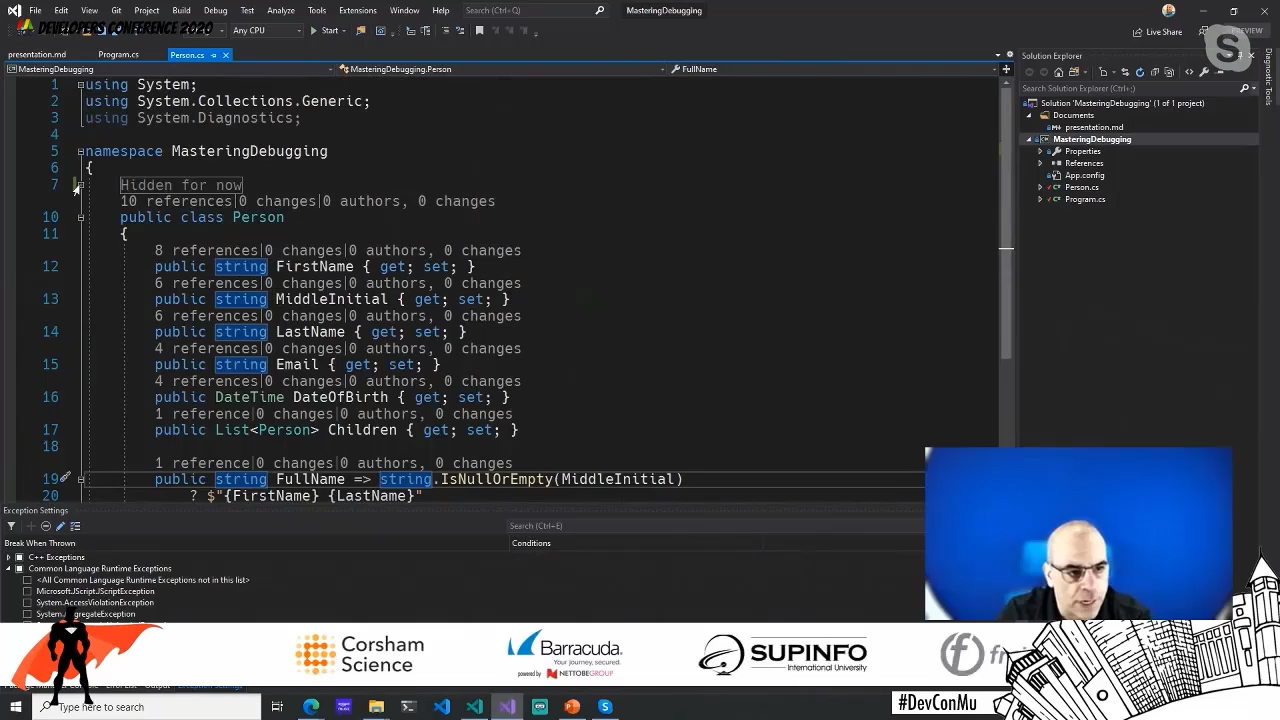 File Edit View Git Project Build Debug Test Analyze Tools Extensions Window Help Search (Ctrl+Q) MasteringDebugging
DEVELOPERS CONFERENCE 2020
Any CPU Start Live Share PREVIEW
presentation.md Program.cs Person.cs
MasteringDebugging MasteringDebugging.Person FullName
1 using System;
2 using System.Collections.Generic;
3 using System.Diagnostics;
4
5 namespace MasteringDebugging
6 {
7 Hidden for now
10 references|0 changes|0 authors, 0 changes
10 public class Person
11 {
8 references|0 changes|0 authors, 0 changes
12 public string FirstName { get; set; }
6 references|0 changes|0 authors, 0 changes
13 public string MiddleInitial { get; set; }
6 references|0 changes|0 authors, 0 changes
14 public string LastName { get; set; }
4 references|0 changes|0 authors, 0 changes
15 public string Email { get; set; }
4 references|0 changes|0 authors, 0 changes
16 public DateTime DateOfBirth { get; set; }
1 reference|0 changes|0 authors, 0 changes
17 public List<Person> Children { get; set; }
18
1 reference|0 changes|0 authors, 0 changes
19 public string FullName => string.IsNullOrEmpty(MiddleInitial)
20 ? $"{FirstName} {LastName}"
Solution Explorer
Search Solution Explorer (Ctrl+;)
Solution 'MasteringDebugging' (1 of 1 project)
Documents
presentation.md
MasteringDebugging
Properties
References
App.config
Person.cs
Program.cs
Diagnostic Tools
Exception Settings
Search (Ctrl+E)
Break When Thrown Conditions
C++ Exceptions
Common Language Runtime Exceptions
<All Common Language Runtime Exceptions not in this list>
Microsoft.JScript.JScriptException
System.AccessViolationException
System.AggregateException
Corsham
Science
Barracuda
Your journey, secured.
powered by NETTOBEGROUP
SUPINFO
International University
Output
Type here to search
#DevConMu